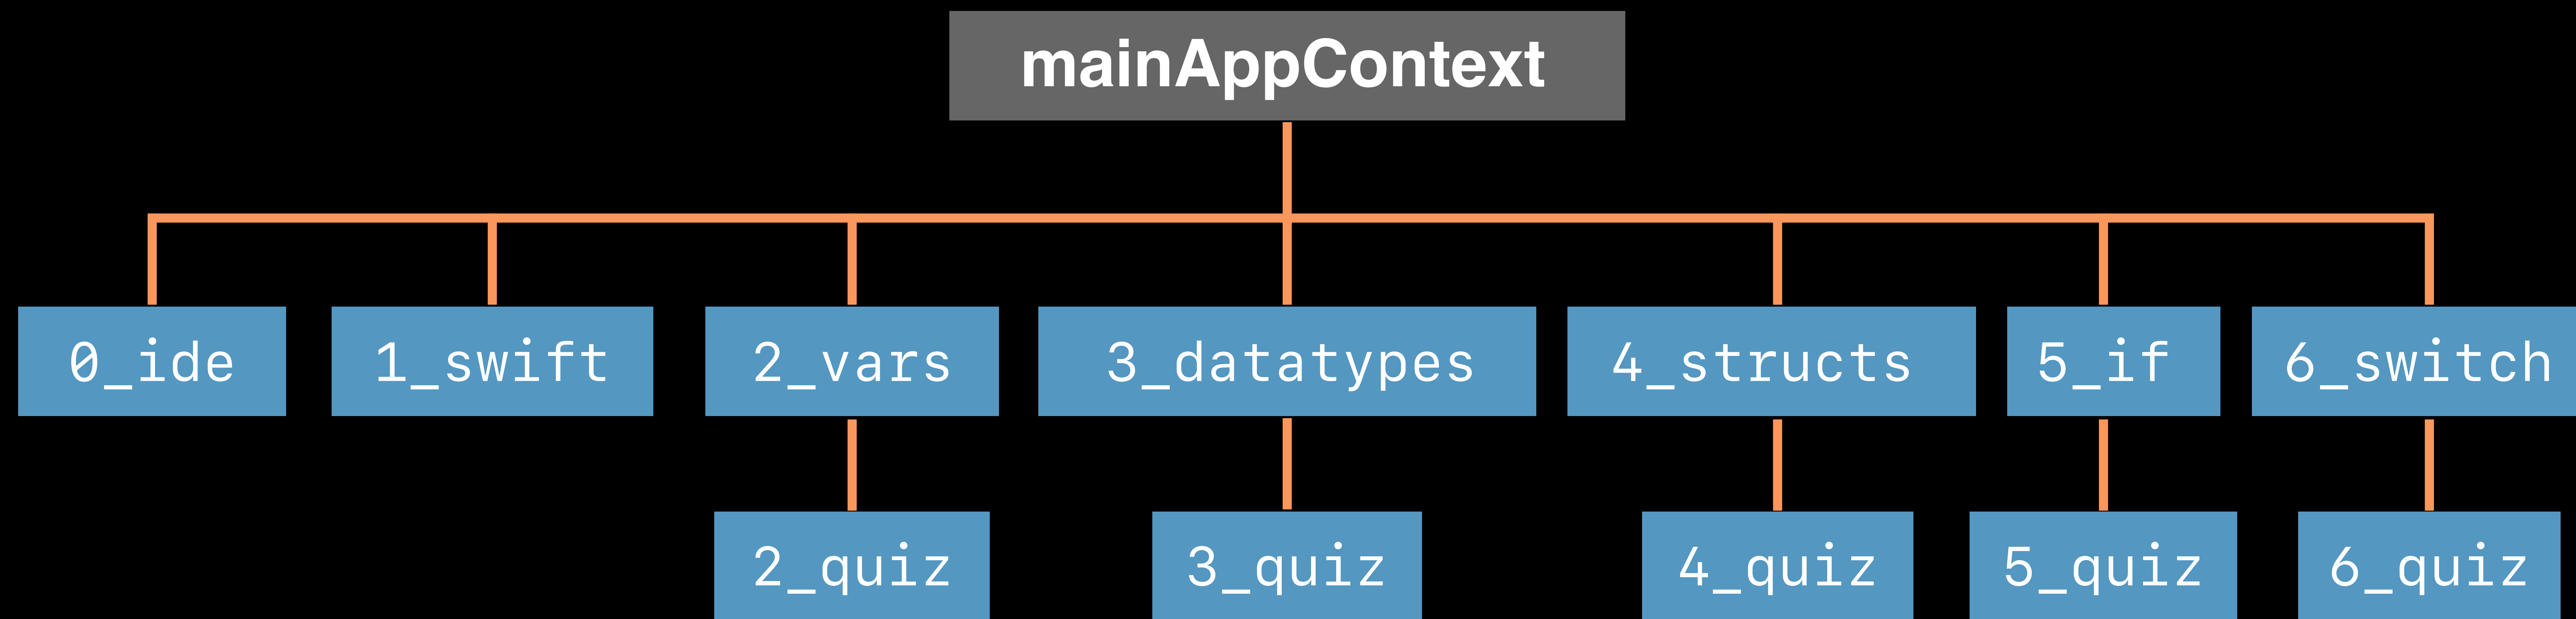 mainAppContext
0_ide 1_swift 2_vars 3_datatypes 4_structs 5_if 6_switch
2_quiz 3_quiz 4_quiz 5_quiz 6_quiz